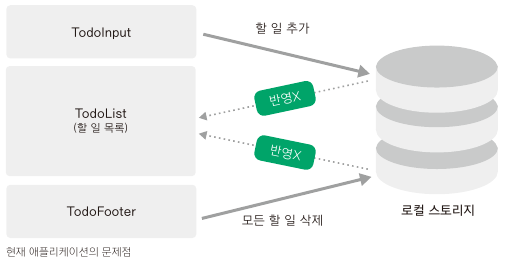 TodoInput
할 일 추가
반영X
TodoList
(할 일 목록)
반영X
TodoFooter
모든 할 일 삭제
로컬 스토리지
현재 애플리케이션의 문제점